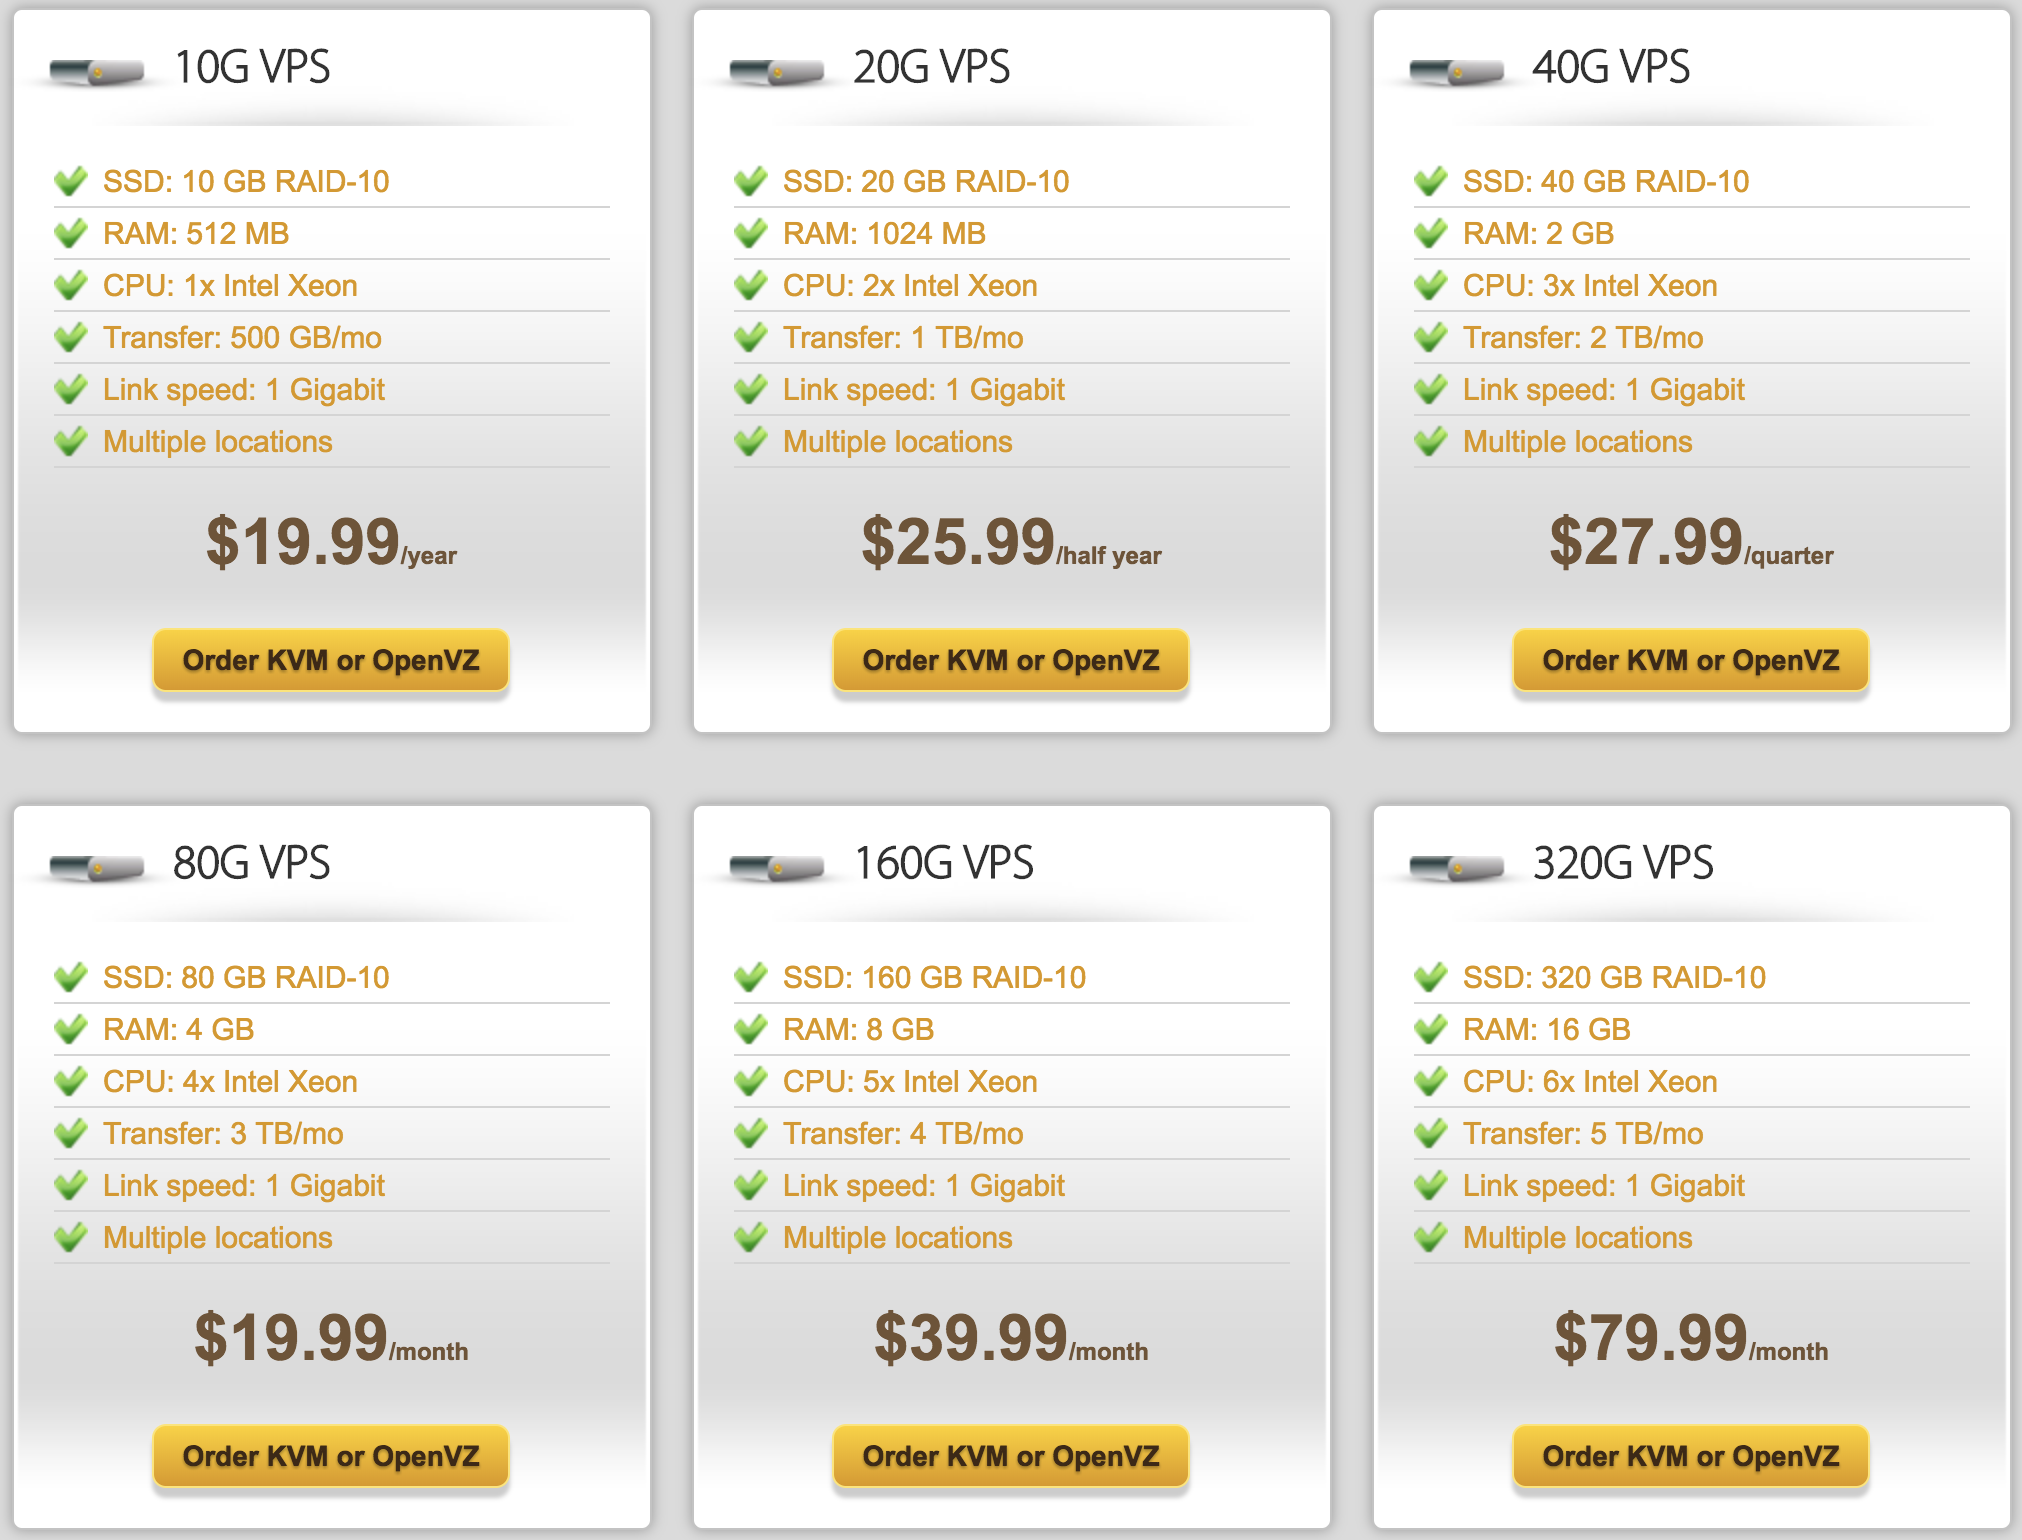 10G VPS
SSD: 10 GB RAID-10
RAM: 512 MB
CPU: 1x Intel Xeon
Transfer: 500 GB/mo
Link speed: 1 Gigabit
Multiple locations
$19.99/year
Order KVM or OpenVZ
20G VPS
SSD: 20 GB RAID-10
RAM: 1024 MB
CPU: 2x Intel Xeon
Transfer: 1 TB/mo
Link speed: 1 Gigabit
Multiple locations
$25.99/half year
Order KVM or OpenVZ
40G VPS
SSD: 40 GB RAID-10
RAM: 2 GB
CPU: 3x Intel Xeon
Transfer: 2 TB/mo
Link speed: 1 Gigabit
Multiple locations
$27.99/quarter
Order KVM or OpenVZ
80G VPS
SSD: 80 GB RAID-10
RAM: 4 GB
CPU: 4x Intel Xeon
Transfer: 3 TB/mo
Link speed: 1 Gigabit
Multiple locations
$19.99/month
Order KVM or OpenVZ
160G VPS
SSD: 160 GB RAID-10
RAM: 8 GB
CPU: 5x Intel Xeon
Transfer: 4 TB/mo
Link speed: 1 Gigabit
Multiple locations
$39.99/month
Order KVM or OpenVZ
320G VPS
SSD: 320 GB RAID-10
RAM: 16 GB
CPU: 6x Intel Xeon
Transfer: 5 TB/mo
Link speed: 1 Gigabit
Multiple locations
$79.99/month
Order KVM or OpenVZ